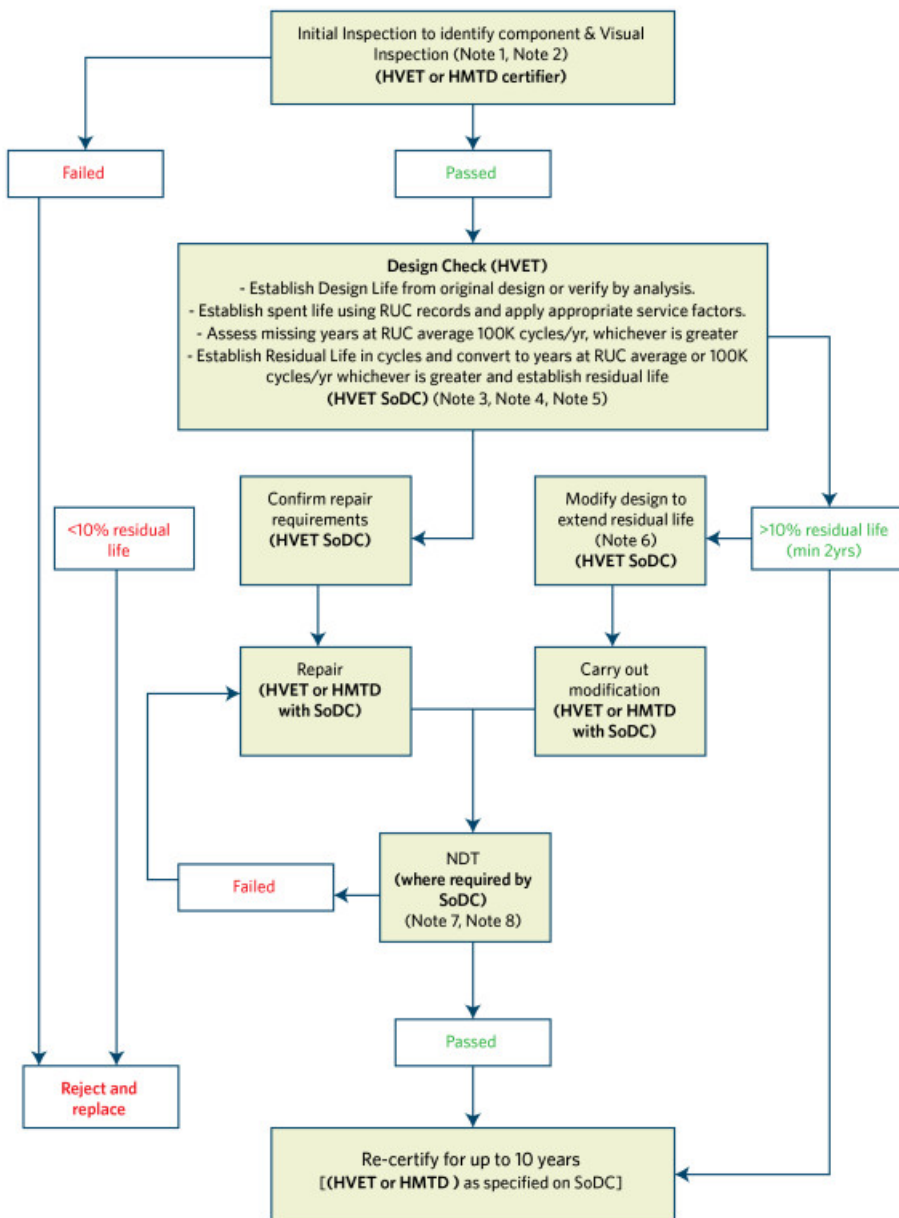 Initial Inspection to identify component & Visual
Inspection (Note 1, Note 2)
(HVET or HMTD certifier)
Failed
Passed
Design Check (HVET)
- Establish Design Life from original design or verify by analysis.
- Establish spent life using RUC records and apply appropriate service factors.
- Assess missing years at RUC average 100K cycles/yr, whichever is greater
- Establish Residual Life in cycles and convert to years at RUC average or 100K
cycles/yr whichever is greater and establish residual life
(HVET SoDC) (Note 3, Note 4, Note 5)
<10% residual
life
Confirm repair
requirements
(HVET SoDC)
Modify design to
extend residual life
(Note 6)
(HVET SoDC)
>10% residual life
(min 2yrs)
Repair
(HVET or HMTD
with SoDC)
Carry out
modification
(HVET or HMTD
with SoDC)
Failed
NDT
(where required by
SoDC)
(Note 7, Note 8)
Passed
Reject and
replace
Re-certify for up to 10 years
[(HVET or HMTD ) as specified on SoDC]